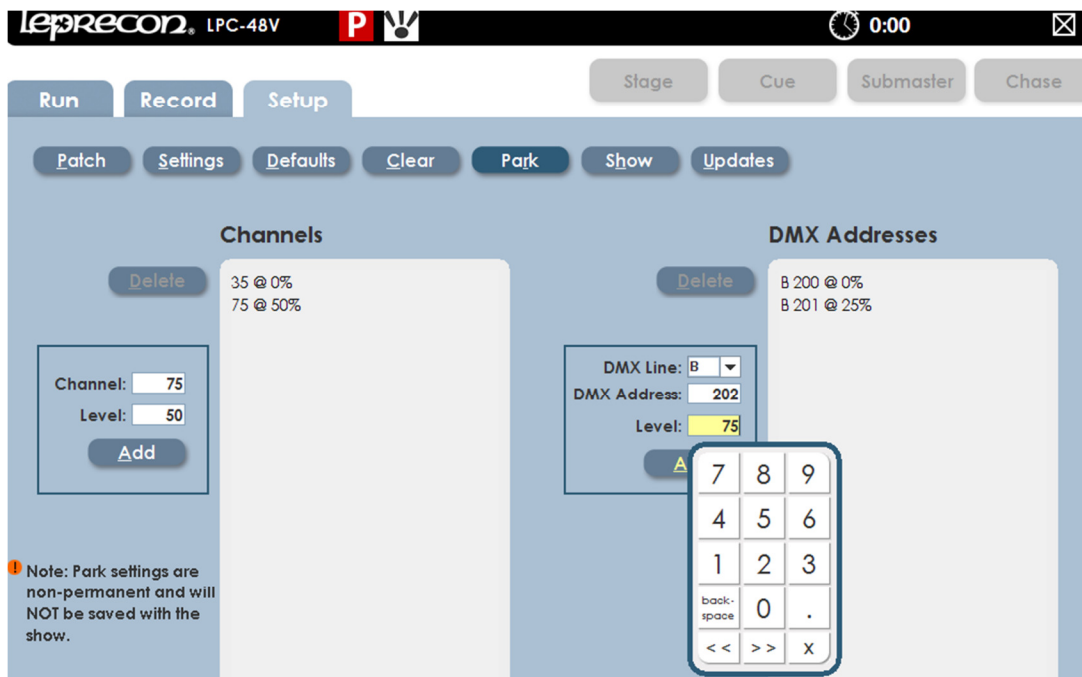 Leprecon® LPC-48V P 0:00
Stage Cue Submaster Chase
Run Record Setup
Patch Settings Defaults Clear Park Show Updates
Channels
Delete
35 @ 0%
75 @ 50%
Channel: 75
Level: 50
Add
Note: Park settings are
non-permanent and will
NOT be saved with the
show.
DMX Addresses
Delete
B 200 @ 0%
B 201 @ 25%
DMX Line: B
DMX Address: 202
Level: 75
A
7 8 9
4 5 6
1 2 3
back-
space 0 .
<< >> x